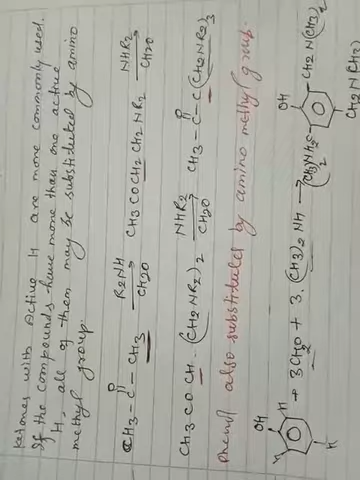 Ketones with Active H are more commonly used.
If the compounds have more than one active
H, all of them may be substituted by amino
methyl group.
CH3 - C - CH3 R2NH CH2O → CH3COCH2CH2NR2 NHR2 CH2O →
O
CH3COCH(CH2NR2)2 NHR2 CH2O → CH3 - C - C(CH2NR2)3
O
Phenyl also substituted by amino methyl group.
OH H H + 3CH2O + 3.(CH3)2NH → OH (CH3)2NH2C CH2N(CH3)2 CH2N(CH3)